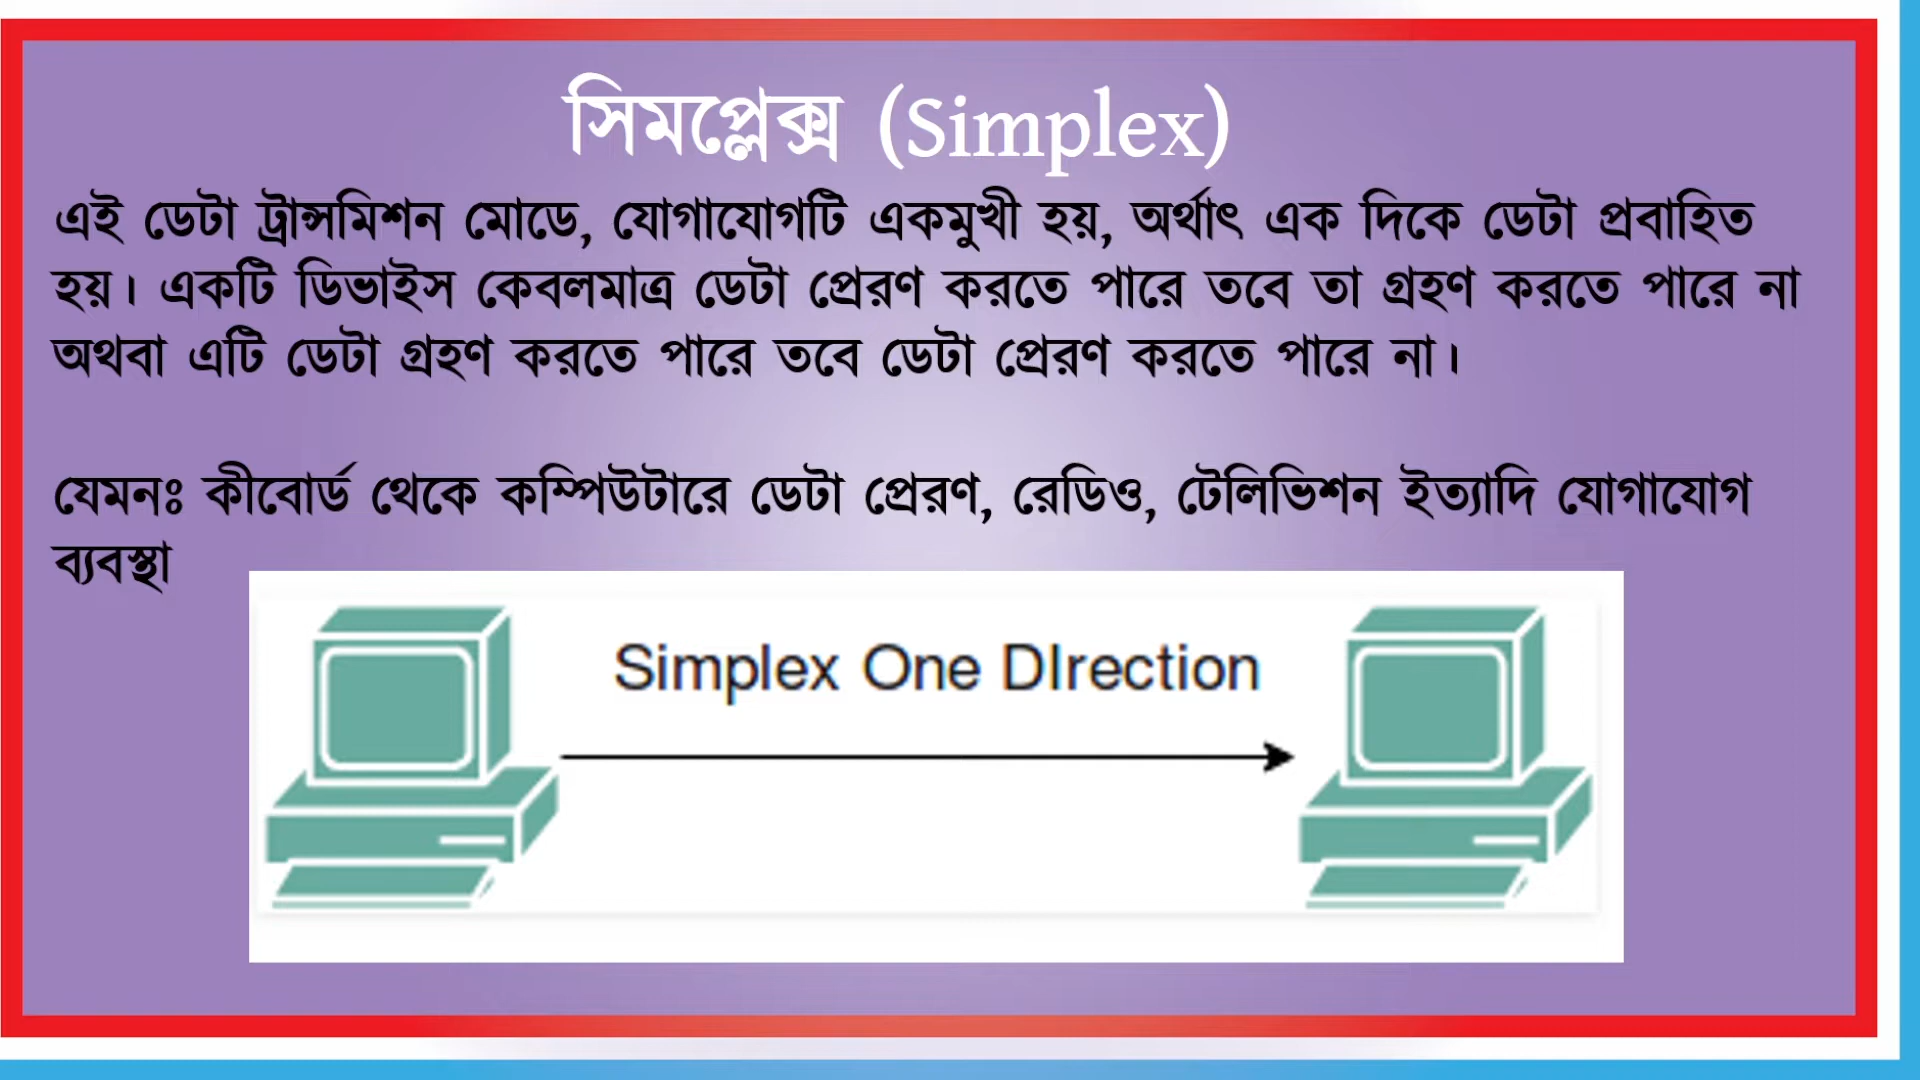 সিমপ্লেক্স (Simplex)
এই ডেটা ট্রান্সমিশন মোডে, যোগাযোগটি একমুখী হয়, অর্থাৎ এক দিকে ডেটা প্রবাহিত
হয়। একটি ডিভাইস কেবলমাত্র ডেটা প্রেরণ করতে পারে তবে তা গ্রহণ করতে পারে না
অথবা এটি ডেটা গ্রহণ করতে পারে তবে ডেটা প্রেরণ করতে পারে না।
যেমনঃ কীবোর্ড থেকে কম্পিউটারে ডেটা প্রেরণ, রেডিও, টেলিভিশন ইত্যাদি যোগাযোগ
ব্যবস্থা
Simplex One DIrection